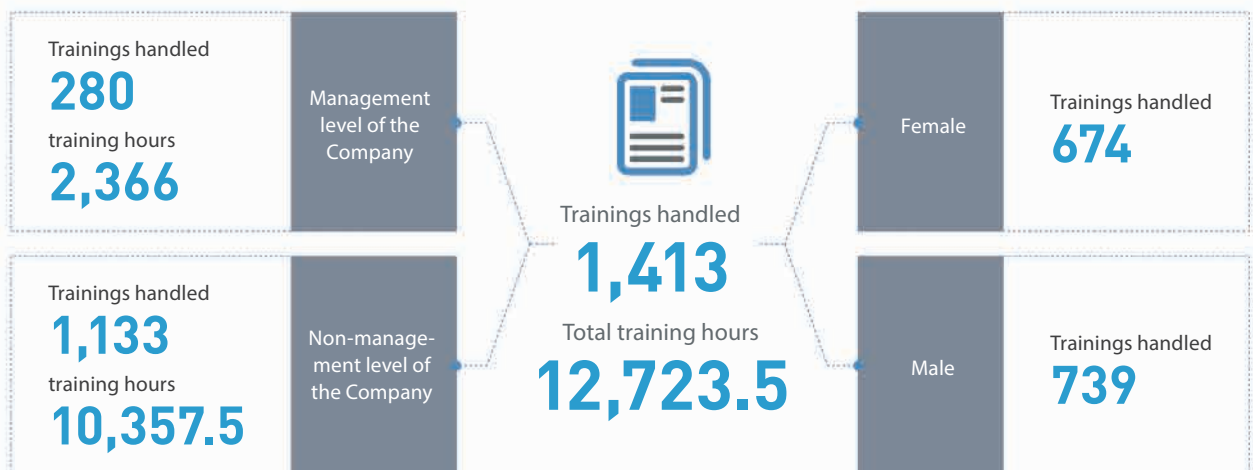 Trainings handled
280
training hours
2,366
Management
level of the
Company
Trainings handled
1,133
training hours
10,357.5
Non-manage-
ment level of
the Company
Trainings handled
1,413
Total training hours
12,723.5
Female
Trainings handled
674
Male
Trainings handled
739